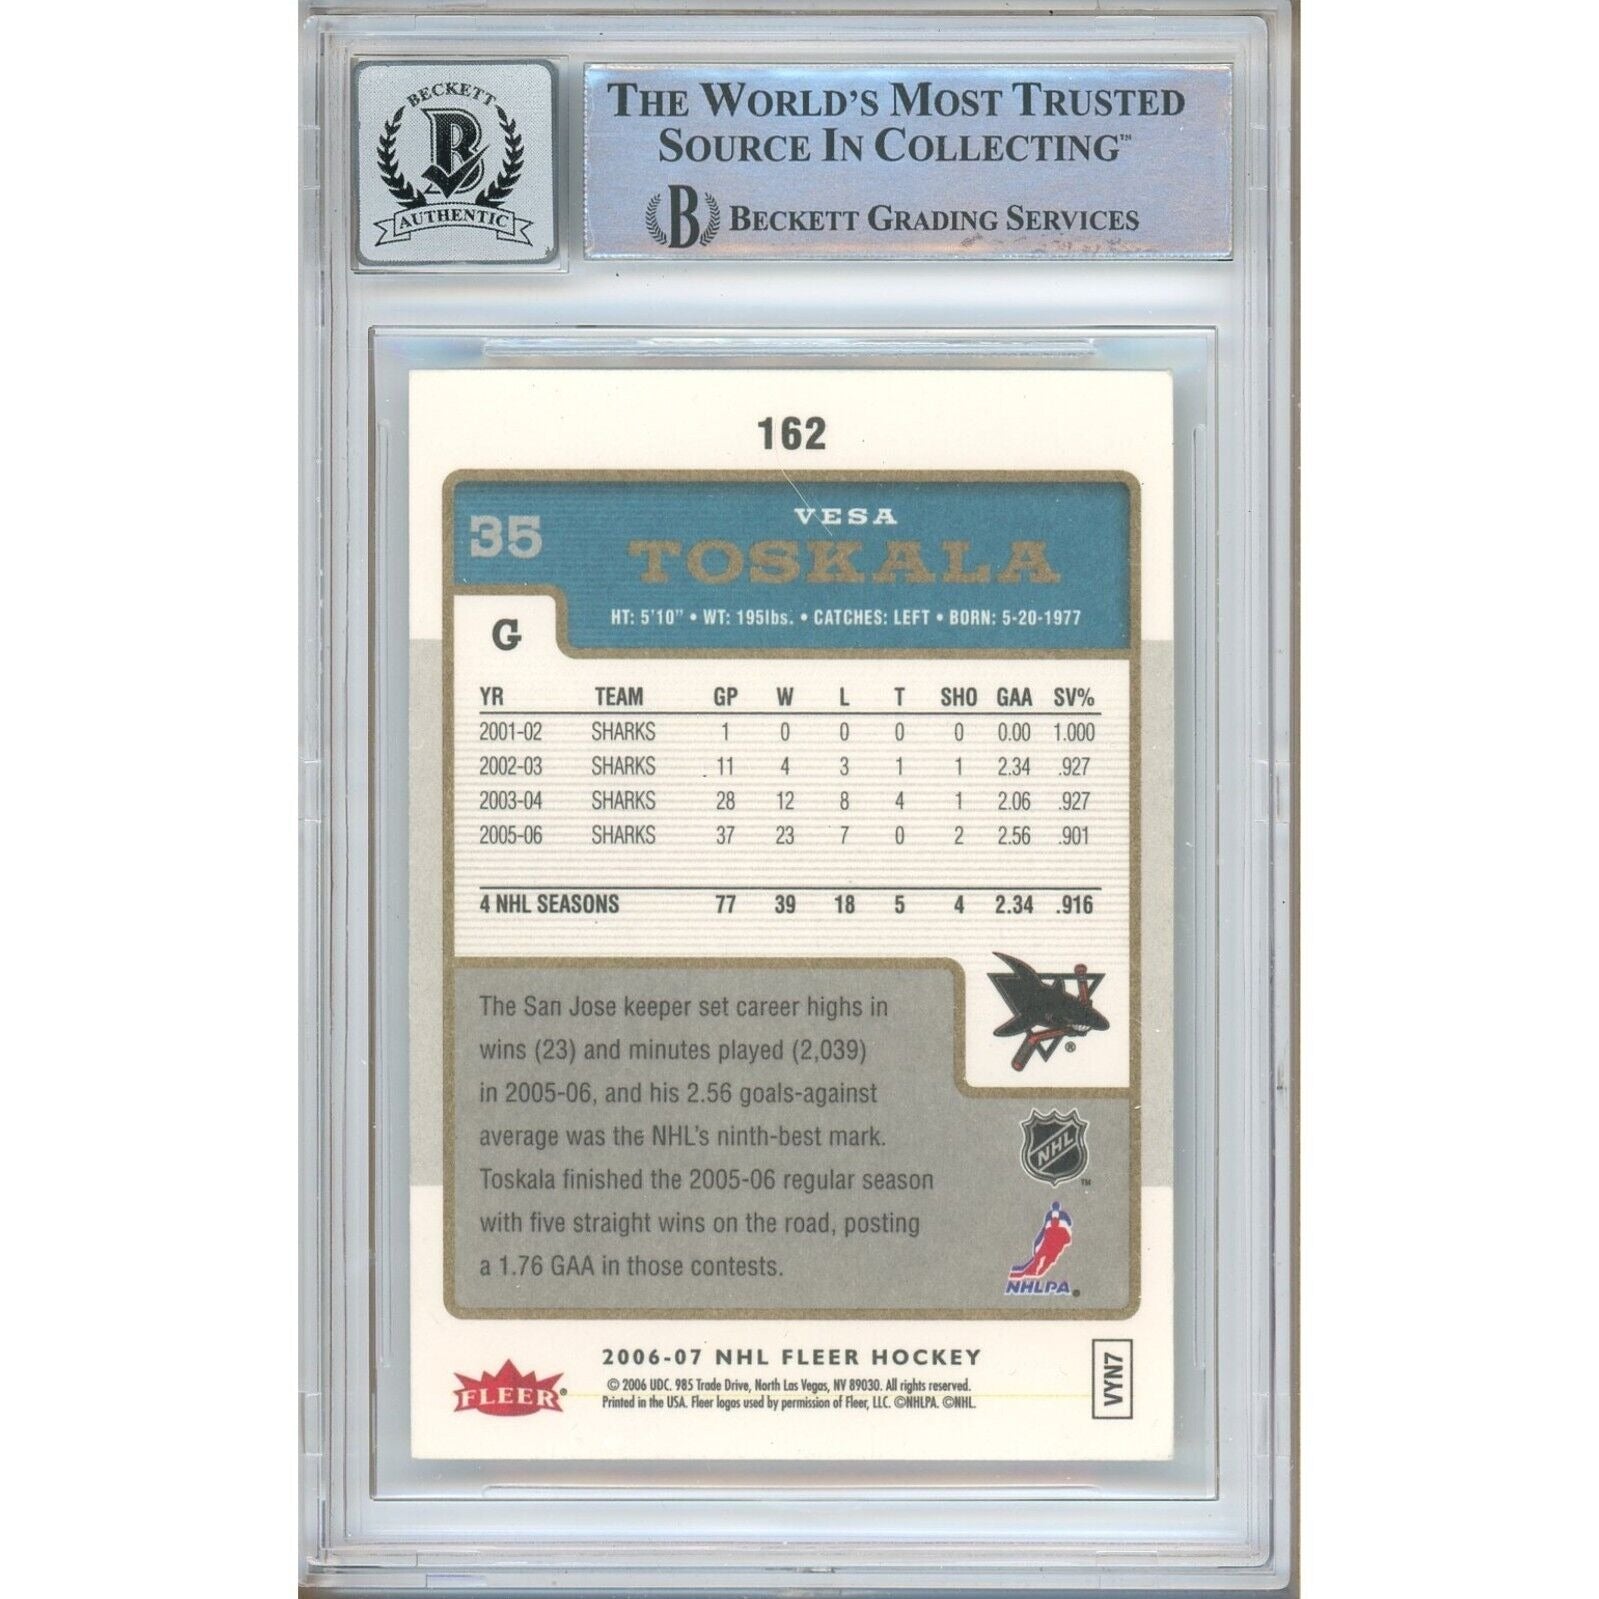 BECKETT
B
AUTHENTIC
THE WORLD'S MOST TRUSTED
SOURCE IN COLLECTING™
B BECKETT GRADING SERVICES
162
35
VESA
TOSKALA
HT: 5'10" • WT: 195lbs. • CATCHES: LEFT • BORN: 5-20-1977
G
YR TEAM GP W L T SHO GAA SV%
2001-02 SHARKS 1 0 0 0 0 0.00 1.000
2002-03 SHARKS 11 4 3 1 1 2.34 .927
2003-04 SHARKS 28 12 8 4 1 2.06 .927
2005-06 SHARKS 37 23 7 0 2 2.56 .901
4 NHL SEASONS 77 39 18 5 4 2.34 .916
The San Jose keeper set career highs in
wins (23) and minutes played (2,039)
in 2005-06, and his 2.56 goals-against
average was the NHL's ninth-best mark.
Toskala finished the 2005-06 regular season
with five straight wins on the road, posting
a 1.76 GAA in those contests.
®
NHL™
NHLPA®
FLEER®
2006-07 NHL FLEER HOCKEY
© 2006 UDC. 985 Trade Drive, North Las Vegas, NV 89030. All rights reserved.
Printed in the USA. Fleer logos used by permission of Fleer, LLC. ©NHLPA. ©NHL.
VYN7